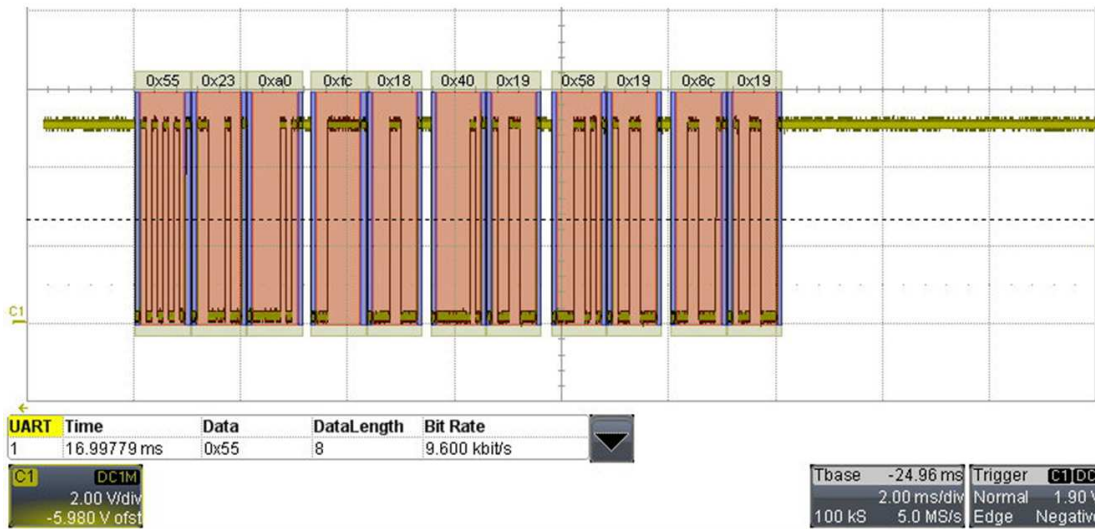 0x55 0x23 0xa0 0xfc 0x18 0x40 0x19 0x58 0x19 0x8c 0x19
C1
UART Time Data DataLength Bit Rate
1 16.99779 ms 0x55 8 9.600 kbit/s
C1 DC1M
2.00 V/div
-5.980 V ofst
Tbase -24.96 ms
2.00 ms/div
100 kS 5.0 MS/s
Trigger C1 DC
Normal 1.90 V
Edge Negative